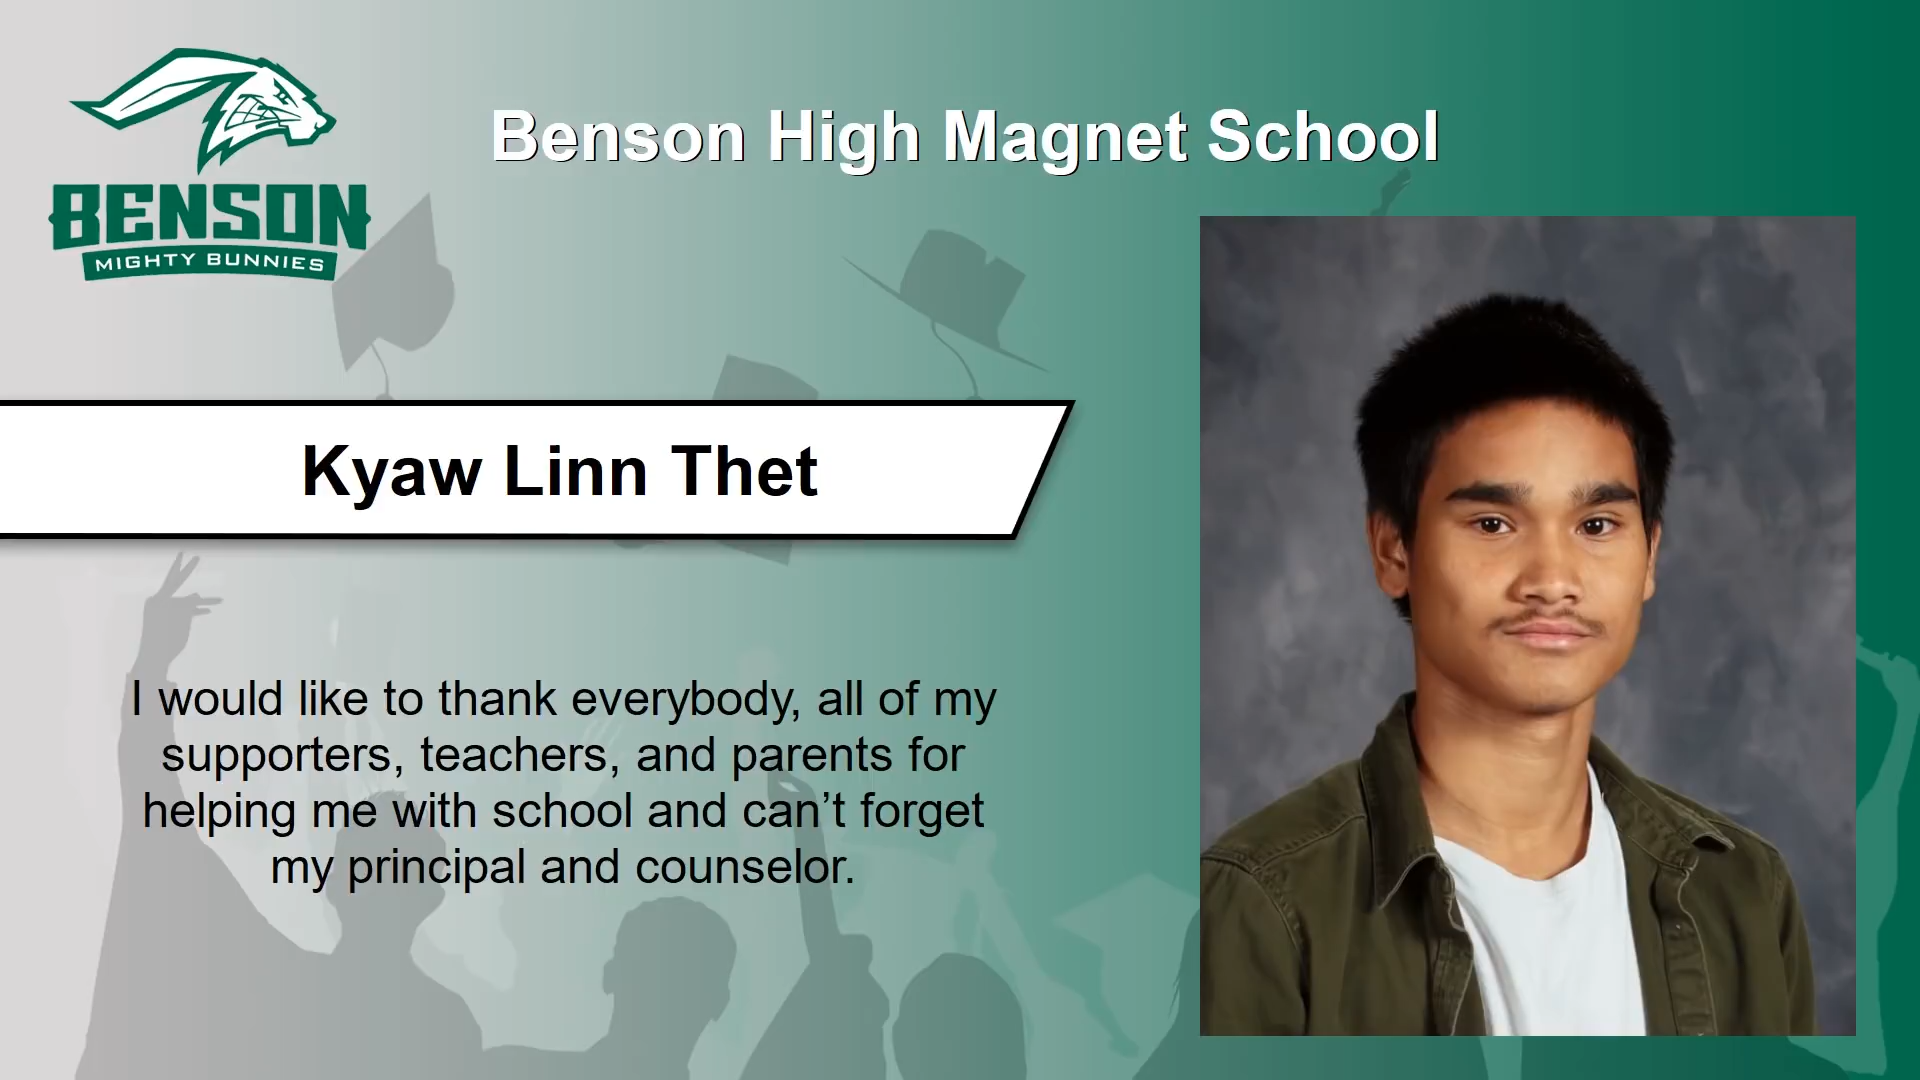 BENSON
MIGHTY BUNNIES
Benson High Magnet School
Kyaw Linn Thet
I would like to thank everybody, all of my
supporters, teachers, and parents for
helping me with school and can’t forget
my principal and counselor.